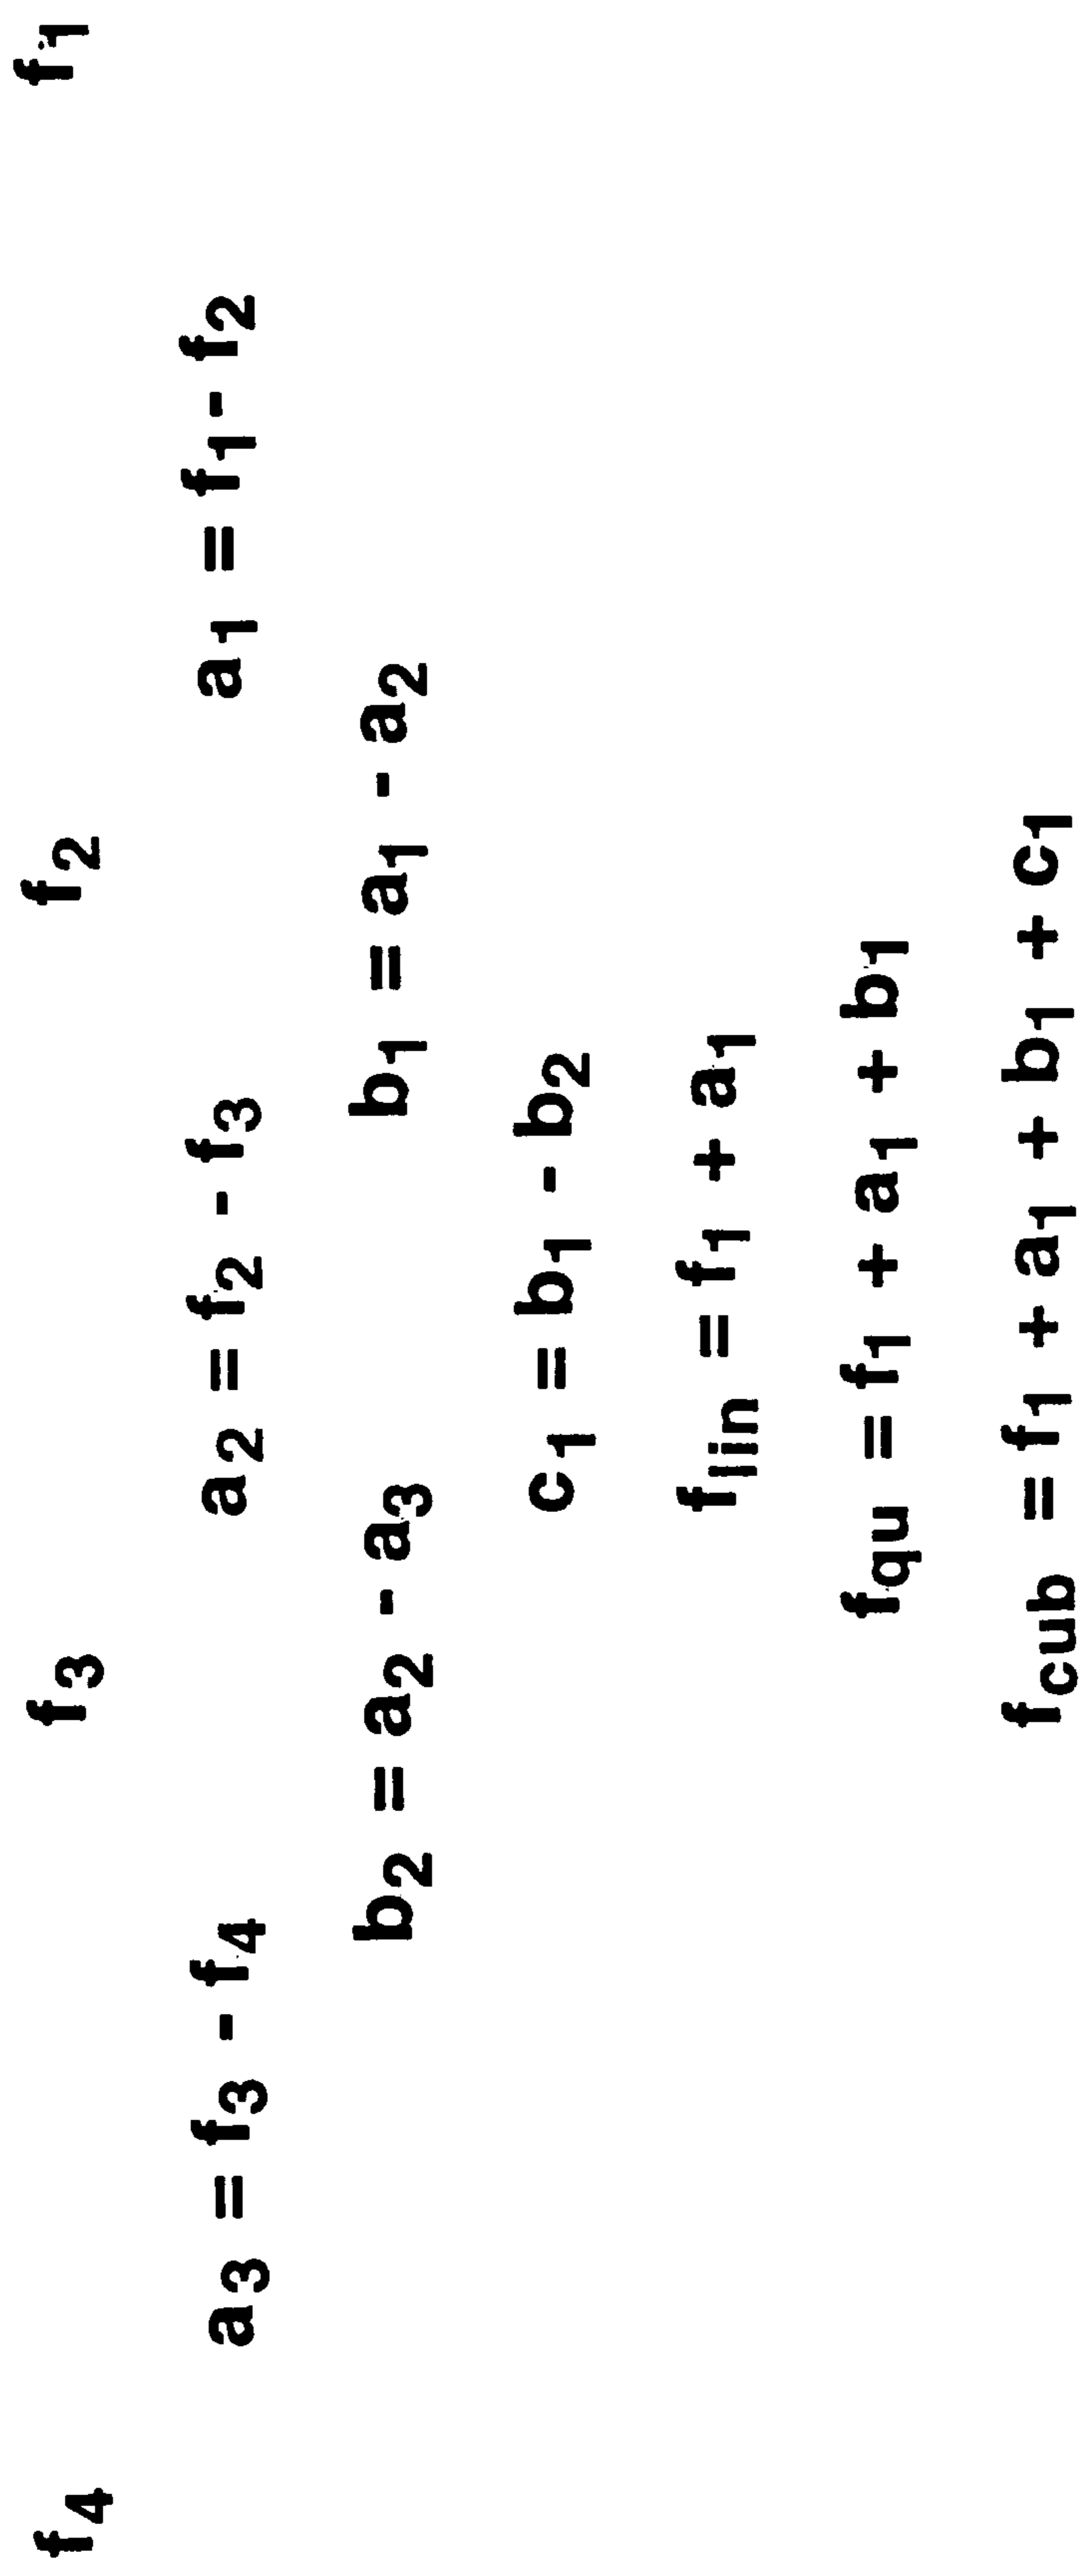 f4 f3 f2 f1
a3 = f3 - f4 a2 = f2 - f3 a1 = f1 - f2
b2 = a2 - a3 b1 = a1 - a2
c1 = b1 - b2
flin = f1 + a1
fqu = f1 + a1 + b1
fcub = f1 + a1 + b1 + c1